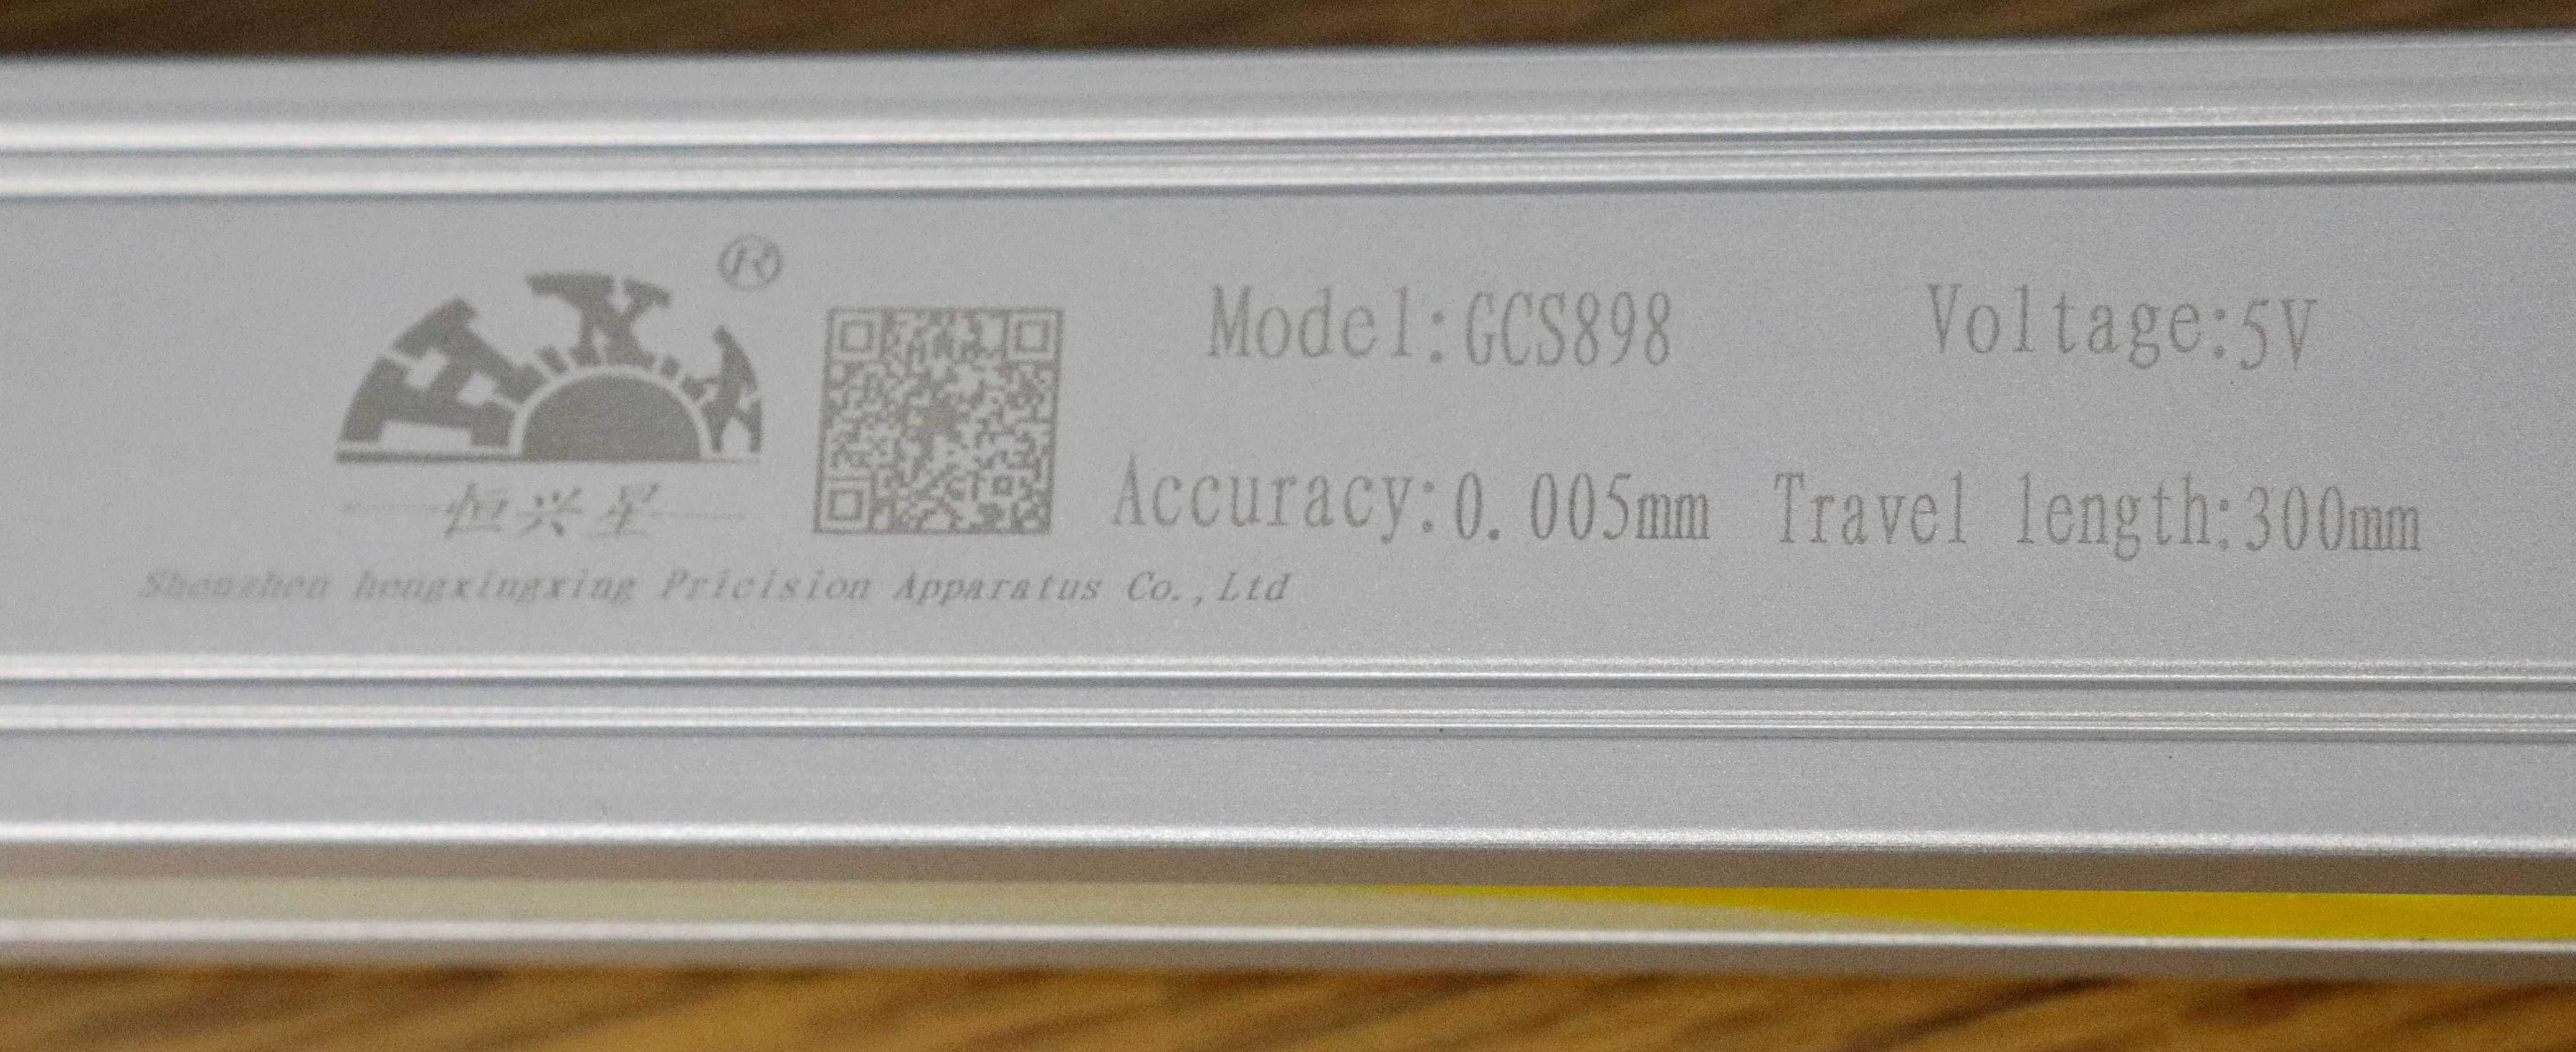 HXX
®
恒兴星
Model:GCS898
Voltage:5V
Accuracy:0.005mm
Travel length:300mm
Shenzhen hengxingxing Pricision Apparatus Co.,Ltd